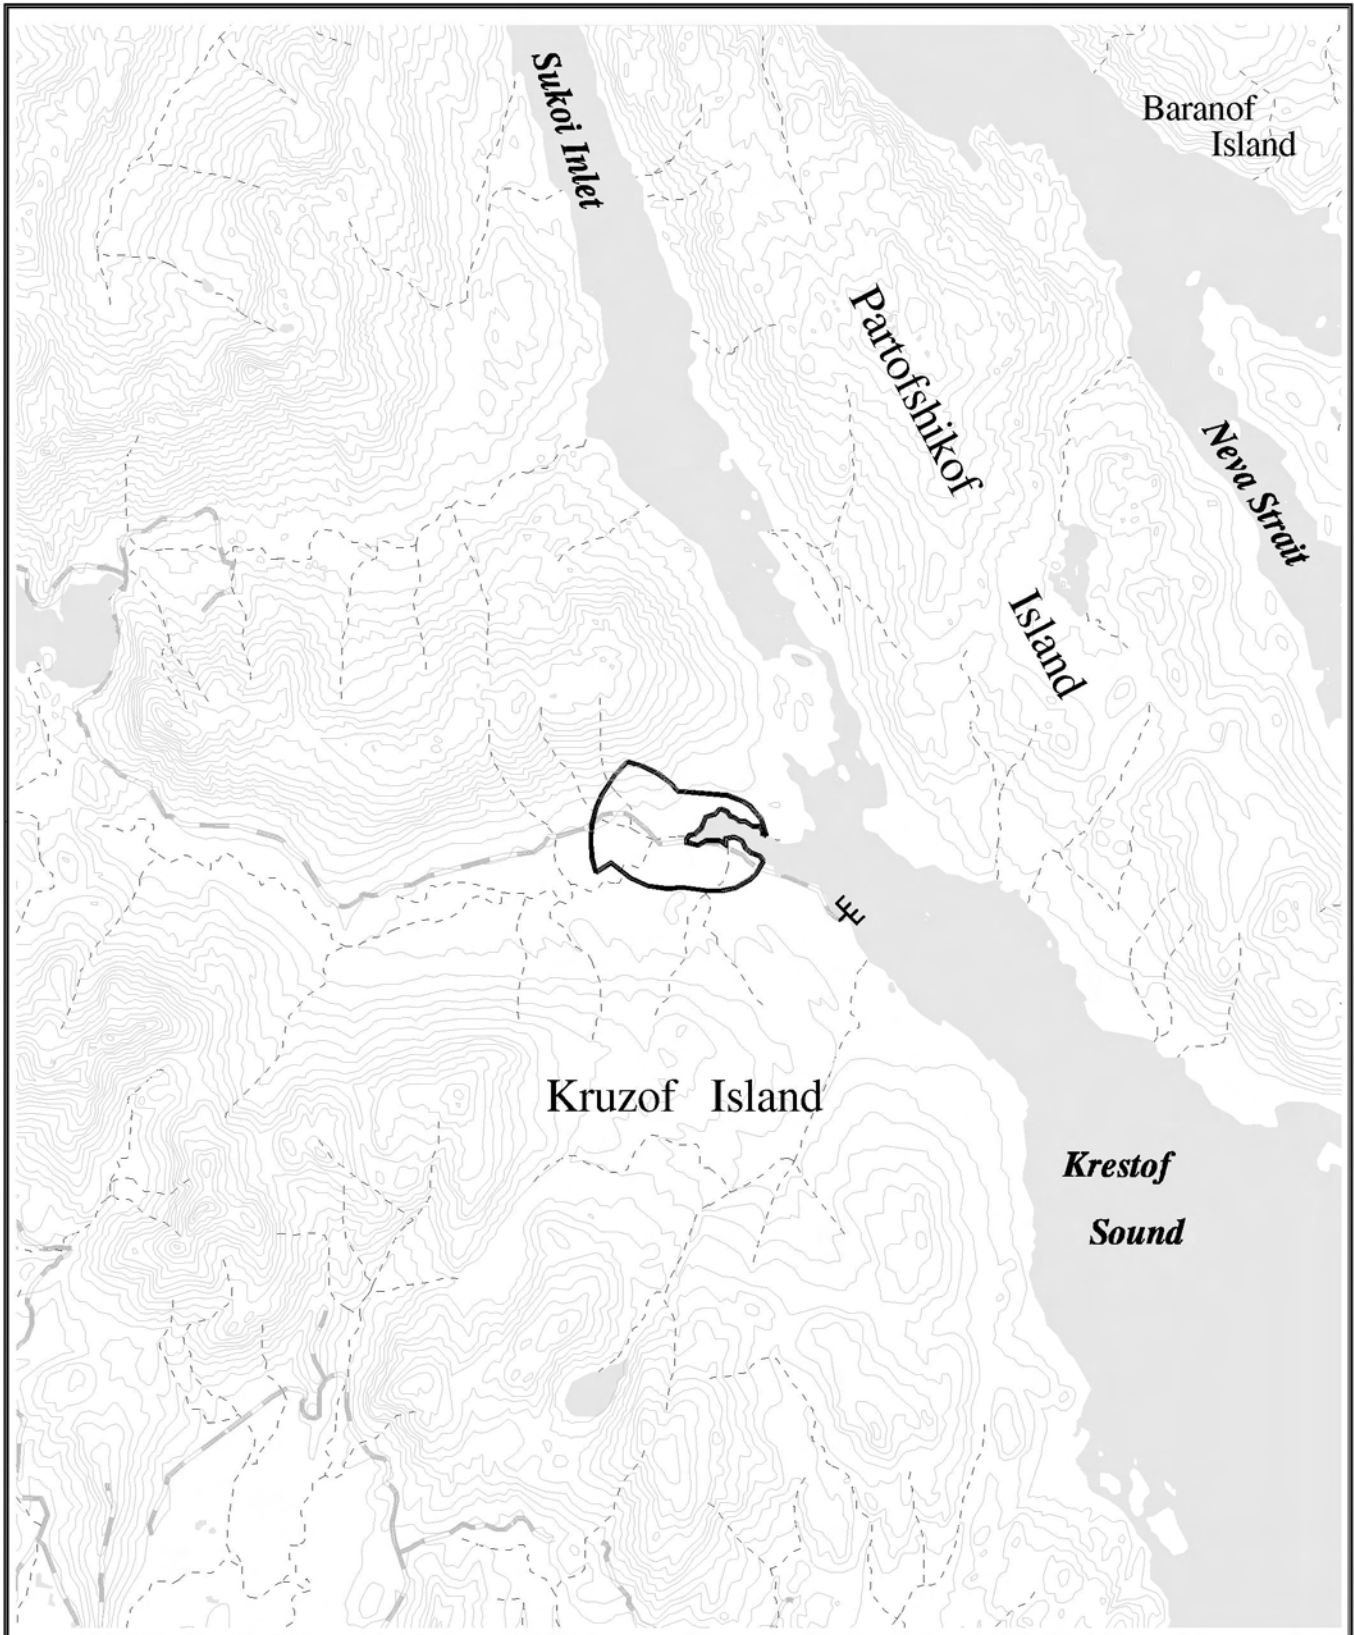 Sukoi Inlet
Baranof
Island
Partofshikof
Island
Neva Strait
Kruzof Island
Krestof
Sound